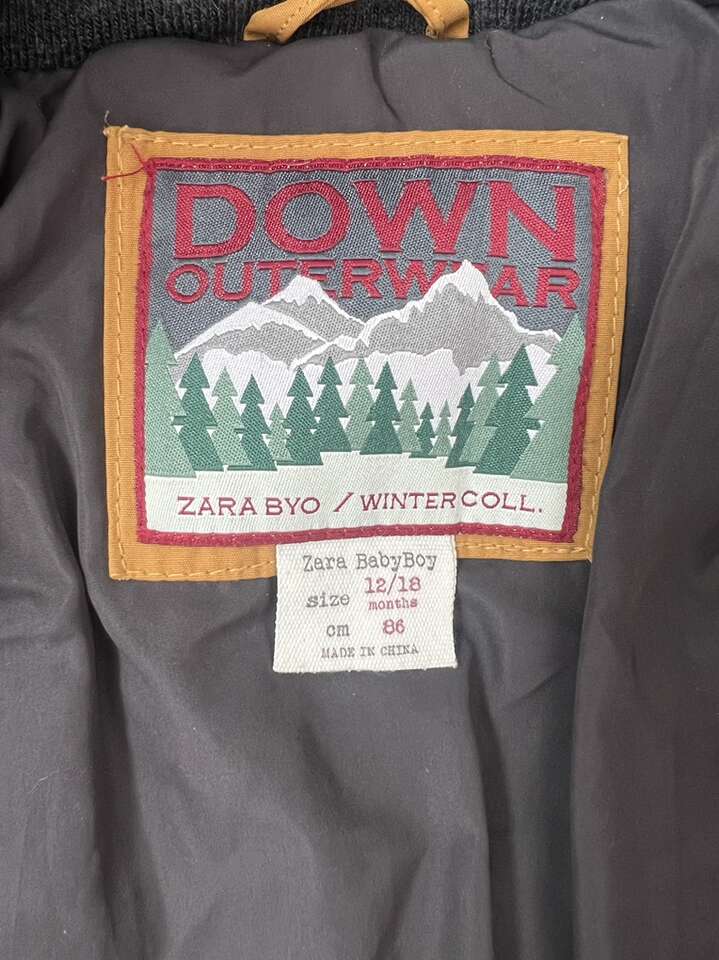 DOWN
OUTERWEAR
ZARA BYO / WINTER COLL.
Zara BabyBoy
size 12/18
months
cm 86
MADE IN CHINA